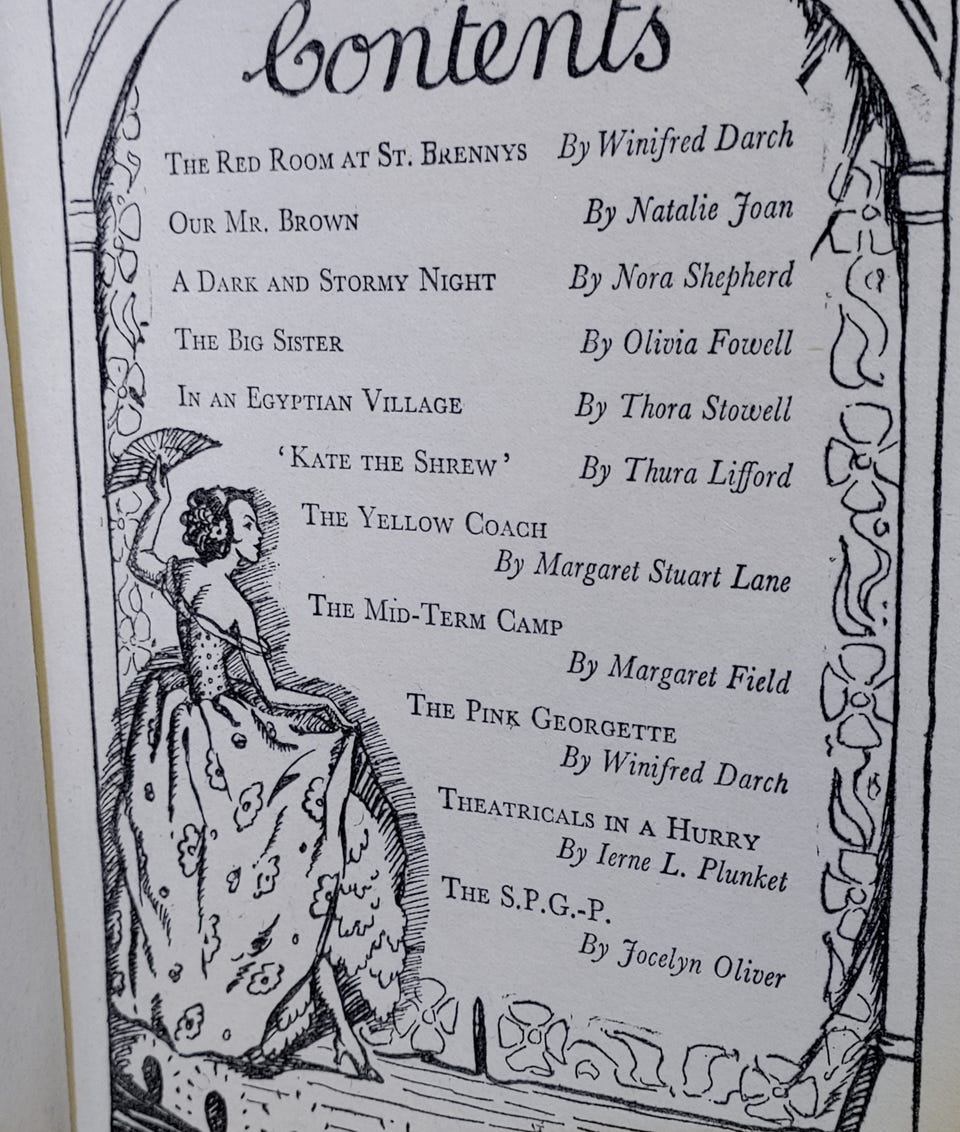 Contents
The Red Room at St. Brennys By Winifred Darch
Our Mr. Brown By Natalie Joan
A Dark and Stormy Night By Nora Shepherd
The Big Sister By Olivia Fowell
In an Egyptian Village By Thora Stowell
‘Kate the Shrew’ By Thura Lifford
The Yellow Coach
By Margaret Stuart Lane
The Mid-Term Camp
By Margaret Field
The Pink Georgette
By Winifred Darch
Theatricals in a Hurry
By Ierne L. Plunket
The S.P.G.-P.
By Jocelyn Oliver